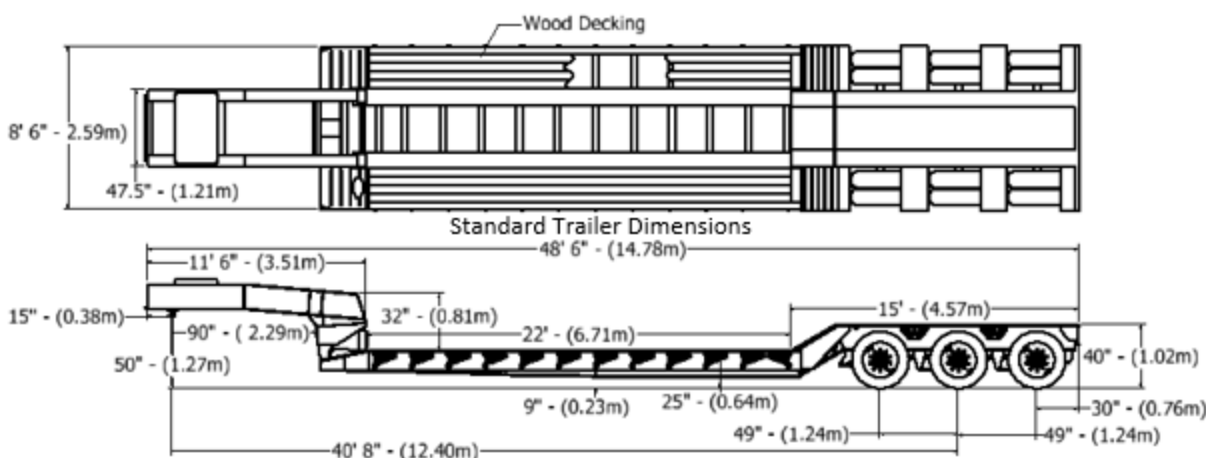 Wood Decking
8' 6" - 2.59m)
47.5" - (1.21m)
Standard Trailer Dimensions
48' 6" - (14.78m)
11' 6" - (3.51m)
15" - (0.38m)
32" - (0.81m)
15' - (4.57m)
90" - ( 2.29m)
22' - (6.71m)
50" - (1.27m)
40" - (1.02m)
9" - (0.23m)
25" - (0.64m)
30" - (0.76m)
49" - (1.24m)
49" - (1.24m)
40' 8" - (12.40m)